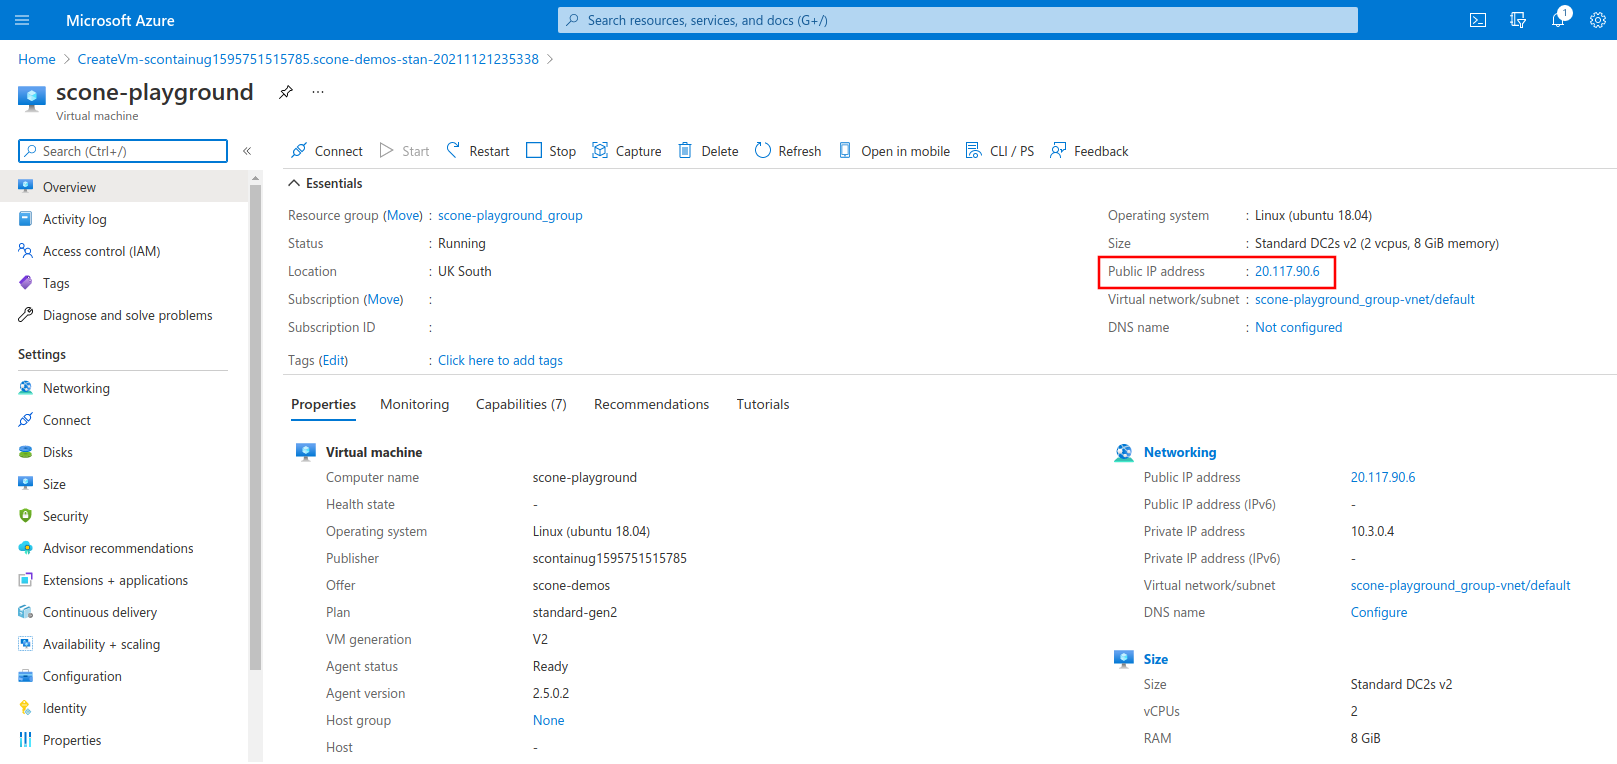 Microsoft Azure
Search resources, services, and docs (G+/)
1
Home > CreateVm-scontainug1595751515785.scone-demos-stan-20211121235338 >
scone-playground
...
Virtual machine
Search (Ctrl+/)
«
Connect
Start
Restart
Stop
Capture
Delete
Refresh
Open in mobile
CLI / PS
Feedback
Overview
Activity log
Access control (IAM)
Tags
Diagnose and solve problems
Settings
Networking
Connect
Disks
Size
Security
Advisor recommendations
Extensions + applications
Continuous delivery
Availability + scaling
Configuration
Identity
Properties
Essentials
Resource group (Move) : scone-playground_group
Status : Running
Location : UK South
Subscription (Move) :
Subscription ID :
Tags (Edit) : Click here to add tags
Operating system : Linux (ubuntu 18.04)
Size : Standard DC2s v2 (2 vcpus, 8 GiB memory)
Public IP address : 20.117.90.6
Virtual network/subnet : scone-playground_group-vnet/default
DNS name : Not configured
Properties
Monitoring
Capabilities (7)
Recommendations
Tutorials
Virtual machine
Computer name scone-playground
Health state -
Operating system Linux (ubuntu 18.04)
Publisher scontainug1595751515785
Offer scone-demos
Plan standard-gen2
VM generation V2
Agent status Ready
Agent version 2.5.0.2
Host group None
Host -
Networking
Public IP address 20.117.90.6
Public IP address (IPv6) -
Private IP address 10.3.0.4
Private IP address (IPv6) -
Virtual network/subnet scone-playground_group-vnet/default
DNS name Configure
Size
Size Standard DC2s v2
vCPUs 2
RAM 8 GiB